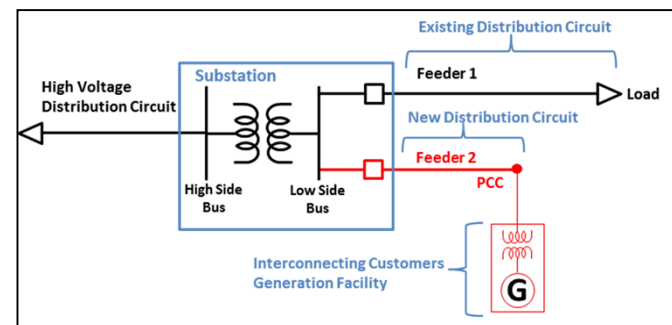 Existing Distribution Circuit
Substation
High Voltage
Distribution Circuit
Feeder 1
Load
New Distribution Circuit
Feeder 2
PCC
High Side
Bus
Low Side
Bus
Interconnecting Customers
Generation Facility
G